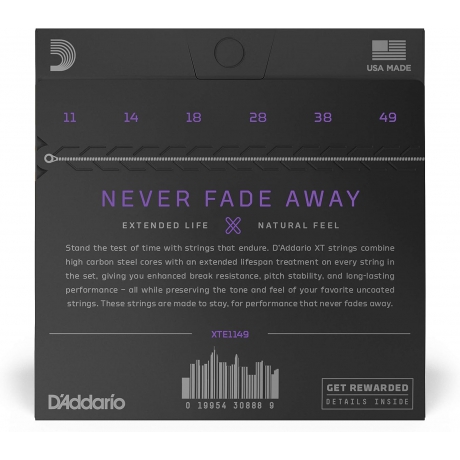 USA MADE
11 14 18 28 38 49
NEVER FADE AWAY
EXTENDED LIFE X NATURAL FEEL
Stand the test of time with strings that endure. D'Addario XT strings combine
high carbon steel cores with an extended lifespan treatment on every string in
the set, giving you enhanced break resistance, pitch stability, and long-lasting
performance – all while preserving the tone and feel of your favorite uncoated
strings. These strings are made to stay, for performance that never fades away.
XTE1149
0 19954 30888 9
D'Addario
GET REWARDED
DETAILS INSIDE